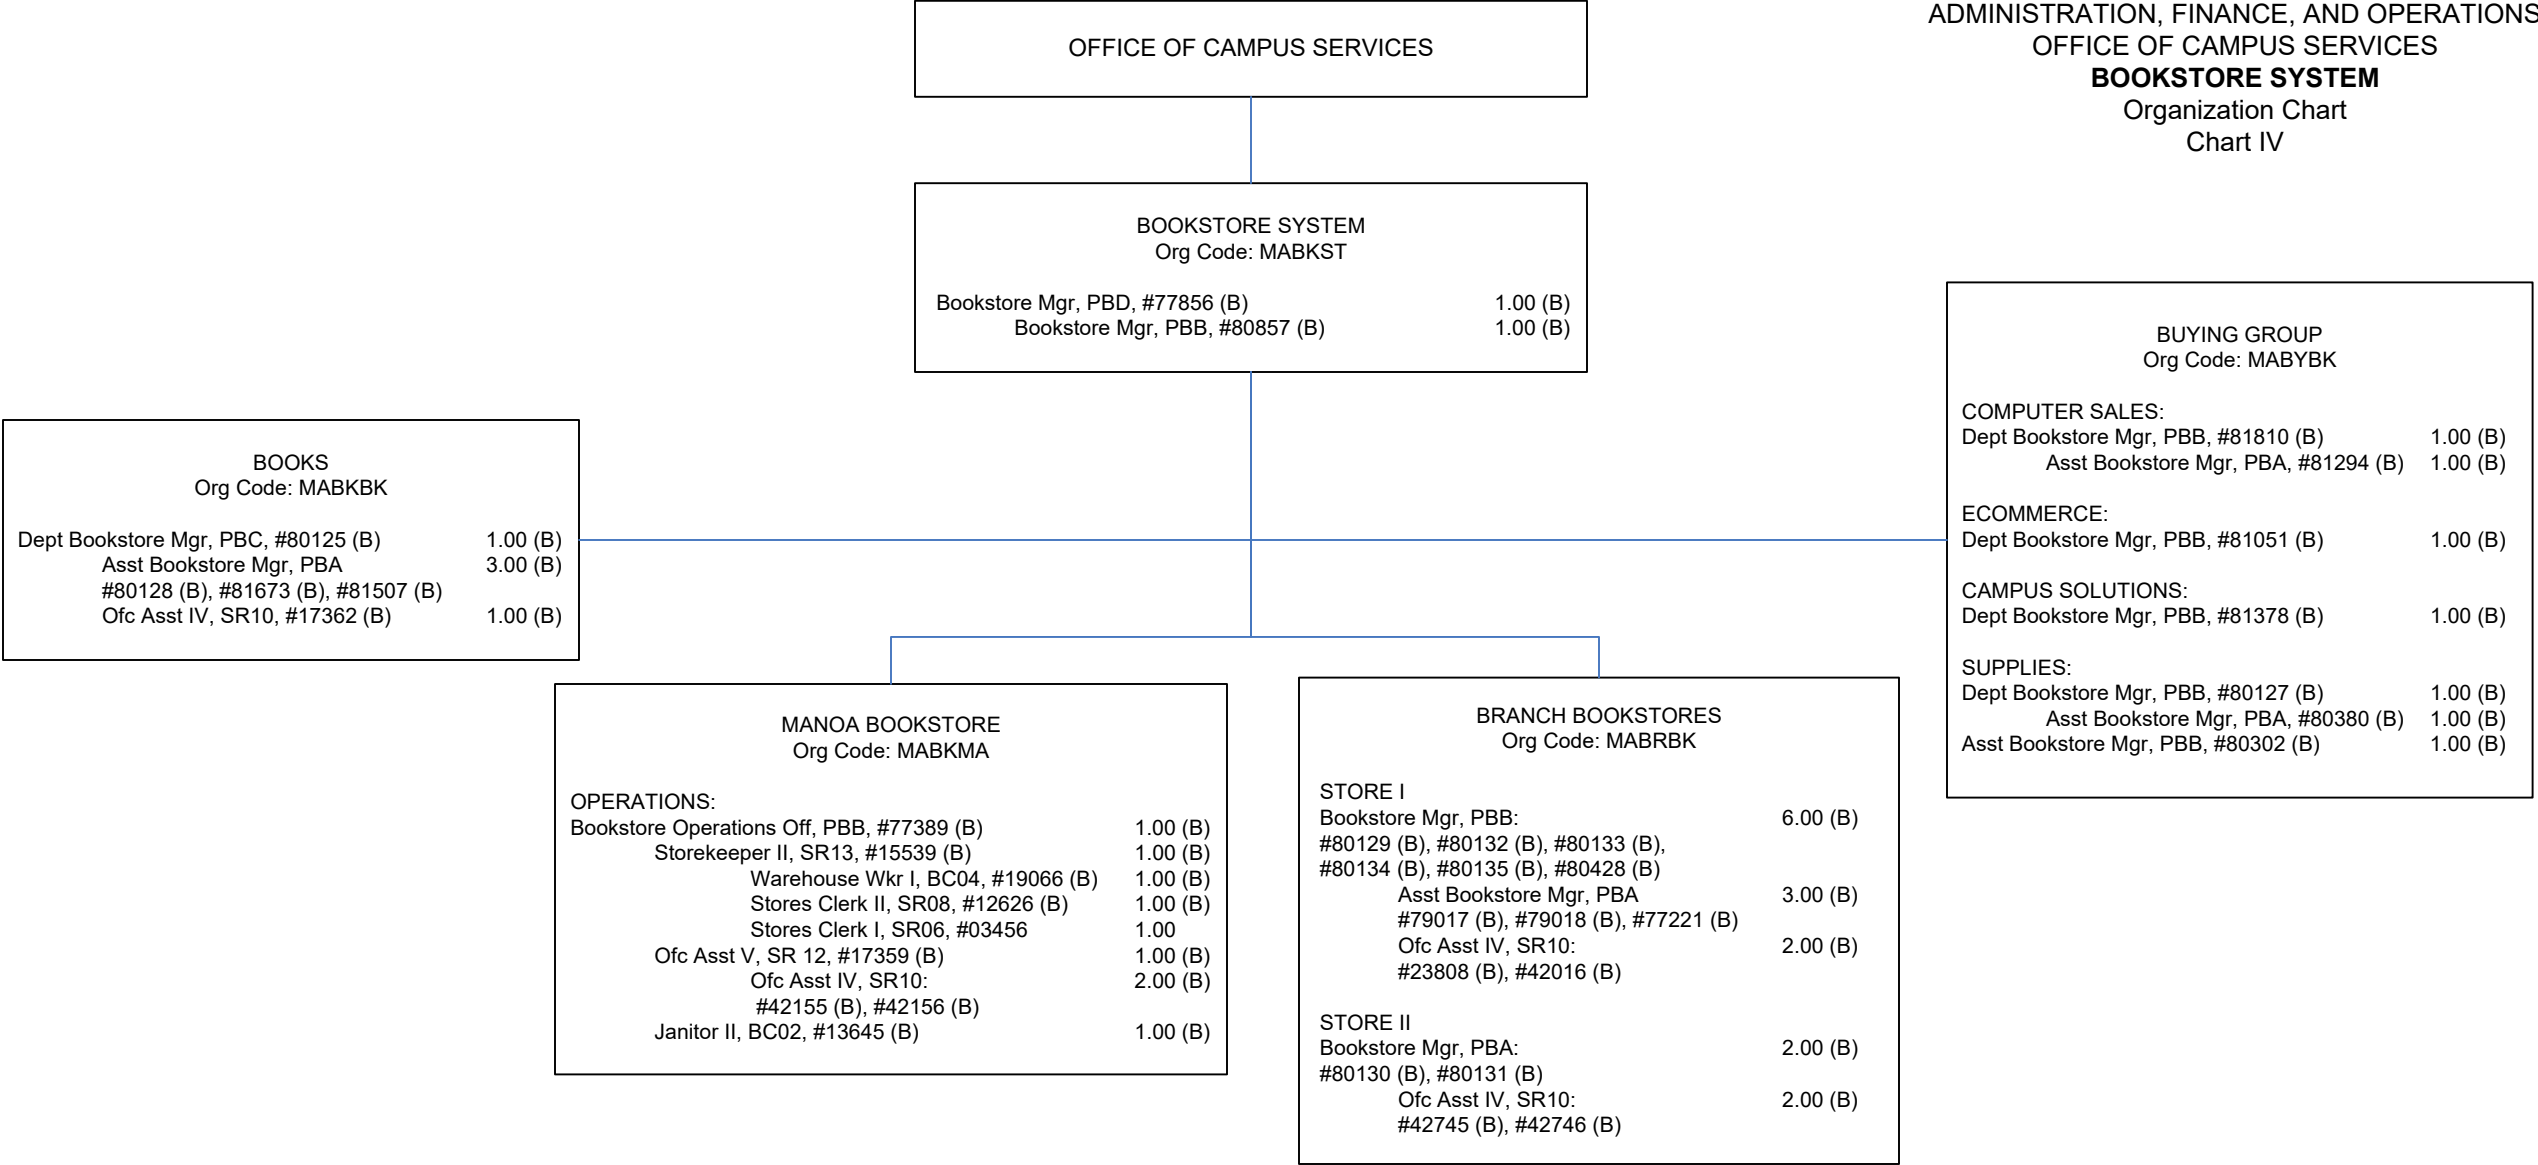 ADMINISTRATION, FINANCE, AND OPERATIONS
OFFICE OF CAMPUS SERVICES
BOOKSTORE SYSTEM
Organization Chart
Chart IV
OFFICE OF CAMPUS SERVICES
BOOKSTORE SYSTEM
Org Code: MABKST
Bookstore Mgr, PBD, #77856 (B) 1.00 (B)
Bookstore Mgr, PBB, #80857 (B) 1.00 (B)
BOOKS
Org Code: MABKBK
Dept Bookstore Mgr, PBC, #80125 (B) 1.00 (B)
Asst Bookstore Mgr, PBA 3.00 (B)
#80128 (B), #81673 (B), #81507 (B)
Ofc Asst IV, SR10, #17362 (B) 1.00 (B)
MANOA BOOKSTORE
Org Code: MABKMA
OPERATIONS:
Bookstore Operations Off, PBB, #77389 (B) 1.00 (B)
Storekeeper II, SR13, #15539 (B) 1.00 (B)
Warehouse Wkr I, BC04, #19066 (B) 1.00 (B)
Stores Clerk II, SR08, #12626 (B) 1.00 (B)
Stores Clerk I, SR06, #03456 1.00
Ofc Asst V, SR 12, #17359 (B) 1.00 (B)
Ofc Asst IV, SR10: 2.00 (B)
#42155 (B), #42156 (B)
Janitor II, BC02, #13645 (B) 1.00 (B)
BRANCH BOOKSTORES
Org Code: MABRBK
STORE I
Bookstore Mgr, PBB: 6.00 (B)
#80129 (B), #80132 (B), #80133 (B),
#80134 (B), #80135 (B), #80428 (B)
Asst Bookstore Mgr, PBA 3.00 (B)
#79017 (B), #79018 (B), #77221 (B)
Ofc Asst IV, SR10: 2.00 (B)
#23808 (B), #42016 (B)
STORE II
Bookstore Mgr, PBA: 2.00 (B)
#80130 (B), #80131 (B)
Ofc Asst IV, SR10: 2.00 (B)
#42745 (B), #42746 (B)
BUYING GROUP
Org Code: MABYBK
COMPUTER SALES:
Dept Bookstore Mgr, PBB, #81810 (B) 1.00 (B)
Asst Bookstore Mgr, PBA, #81294 (B) 1.00 (B)
ECOMMERCE:
Dept Bookstore Mgr, PBB, #81051 (B) 1.00 (B)
CAMPUS SOLUTIONS:
Dept Bookstore Mgr, PBB, #81378 (B) 1.00 (B)
SUPPLIES:
Dept Bookstore Mgr, PBB, #80127 (B) 1.00 (B)
Asst Bookstore Mgr, PBA, #80380 (B) 1.00 (B)
Asst Bookstore Mgr, PBB, #80302 (B) 1.00 (B)